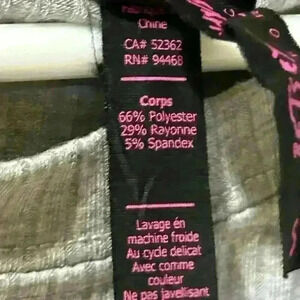 Chine
CA# 52362
RN# 94468
Corps
66% Polyester
29% Rayonne
5% Spandex
Lavage én
machine froide
Au cycle delicat
Avec comme
couleur
Ne pas javellisant